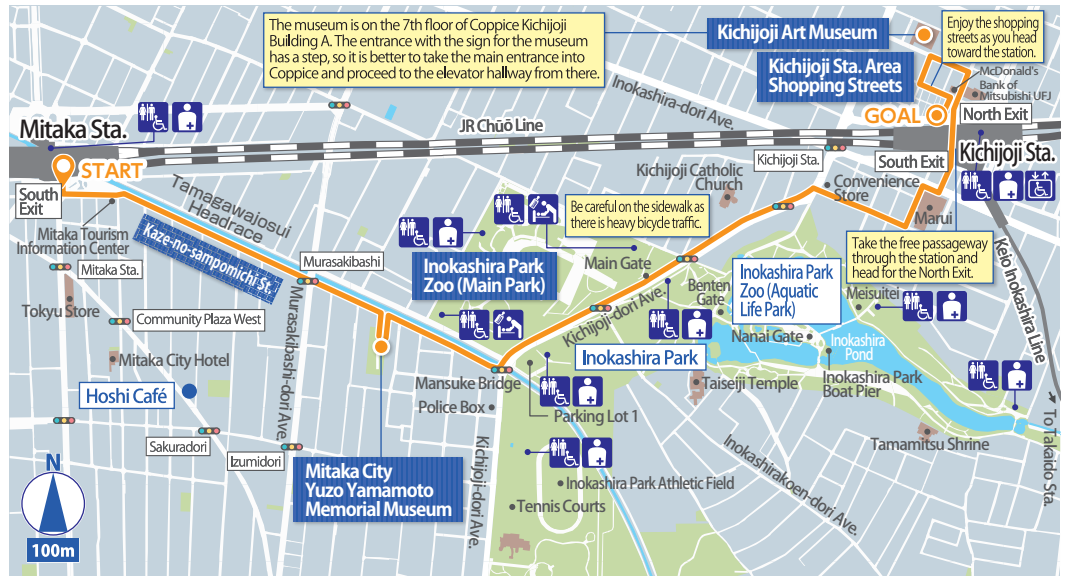 The museum is on the 7th floor of Coppice Kichijoji
Building A. The entrance with the sign for the museum
has a step, so it is better to take the main entrance into
Coppice and proceed to the elevator hallway from there.
Kichijoji Art Museum
Enjoy the shopping
streets as you head
toward the station.
Kichijoji Sta. Area
Shopping Streets
McDonald's
Bank of
Mitsubishi UFJ
Inokashira-dori Ave.
GOAL
North Exit
Mitaka Sta.
JR Chūō Line
START
South
Exit
Kichijoji Sta.
South Exit
Kichijoji Sta.
Kichijoji Catholic
Church
Convenience
Store
Marui
Tamagawajosui
Headrace
Be careful on the sidewalk as
there is heavy bicycle traffic.
Mitaka Tourism
Information Center
Kaze-no-sampomichi St.
Take the free passageway
through the station and
head for the North Exit.
Keio Inokashira Line
Mitaka Sta.
Murasakibashi
Inokashira Park
Zoo (Main Park)
Main Gate
Inokashira Park
Zoo (Aquatic
Life Park)
Benten
Gate
Meisuitei
Tokyu Store
Community Plaza West
Murasakibashi-dori Ave.
Kichijoji-dori Ave.
Nanai Gate
Inokashira
Pond
Mitaka City Hotel
Inokashira Park
Hoshi Café
Mansuke Bridge
Taiseiji Temple
Inokashira Park
Boat Pier
Police Box
Parking Lot 1
To Takaido Sta.
Sakuradori
Izumidori
Tamamitsu Shrine
Kichijoji-dori Ave.
Inokashirakoen-dori Ave.
N
Mitaka City
Yuzo Yamamoto
Memorial Museum
Inokashira Park Athletic Field
Tennis Courts
100m